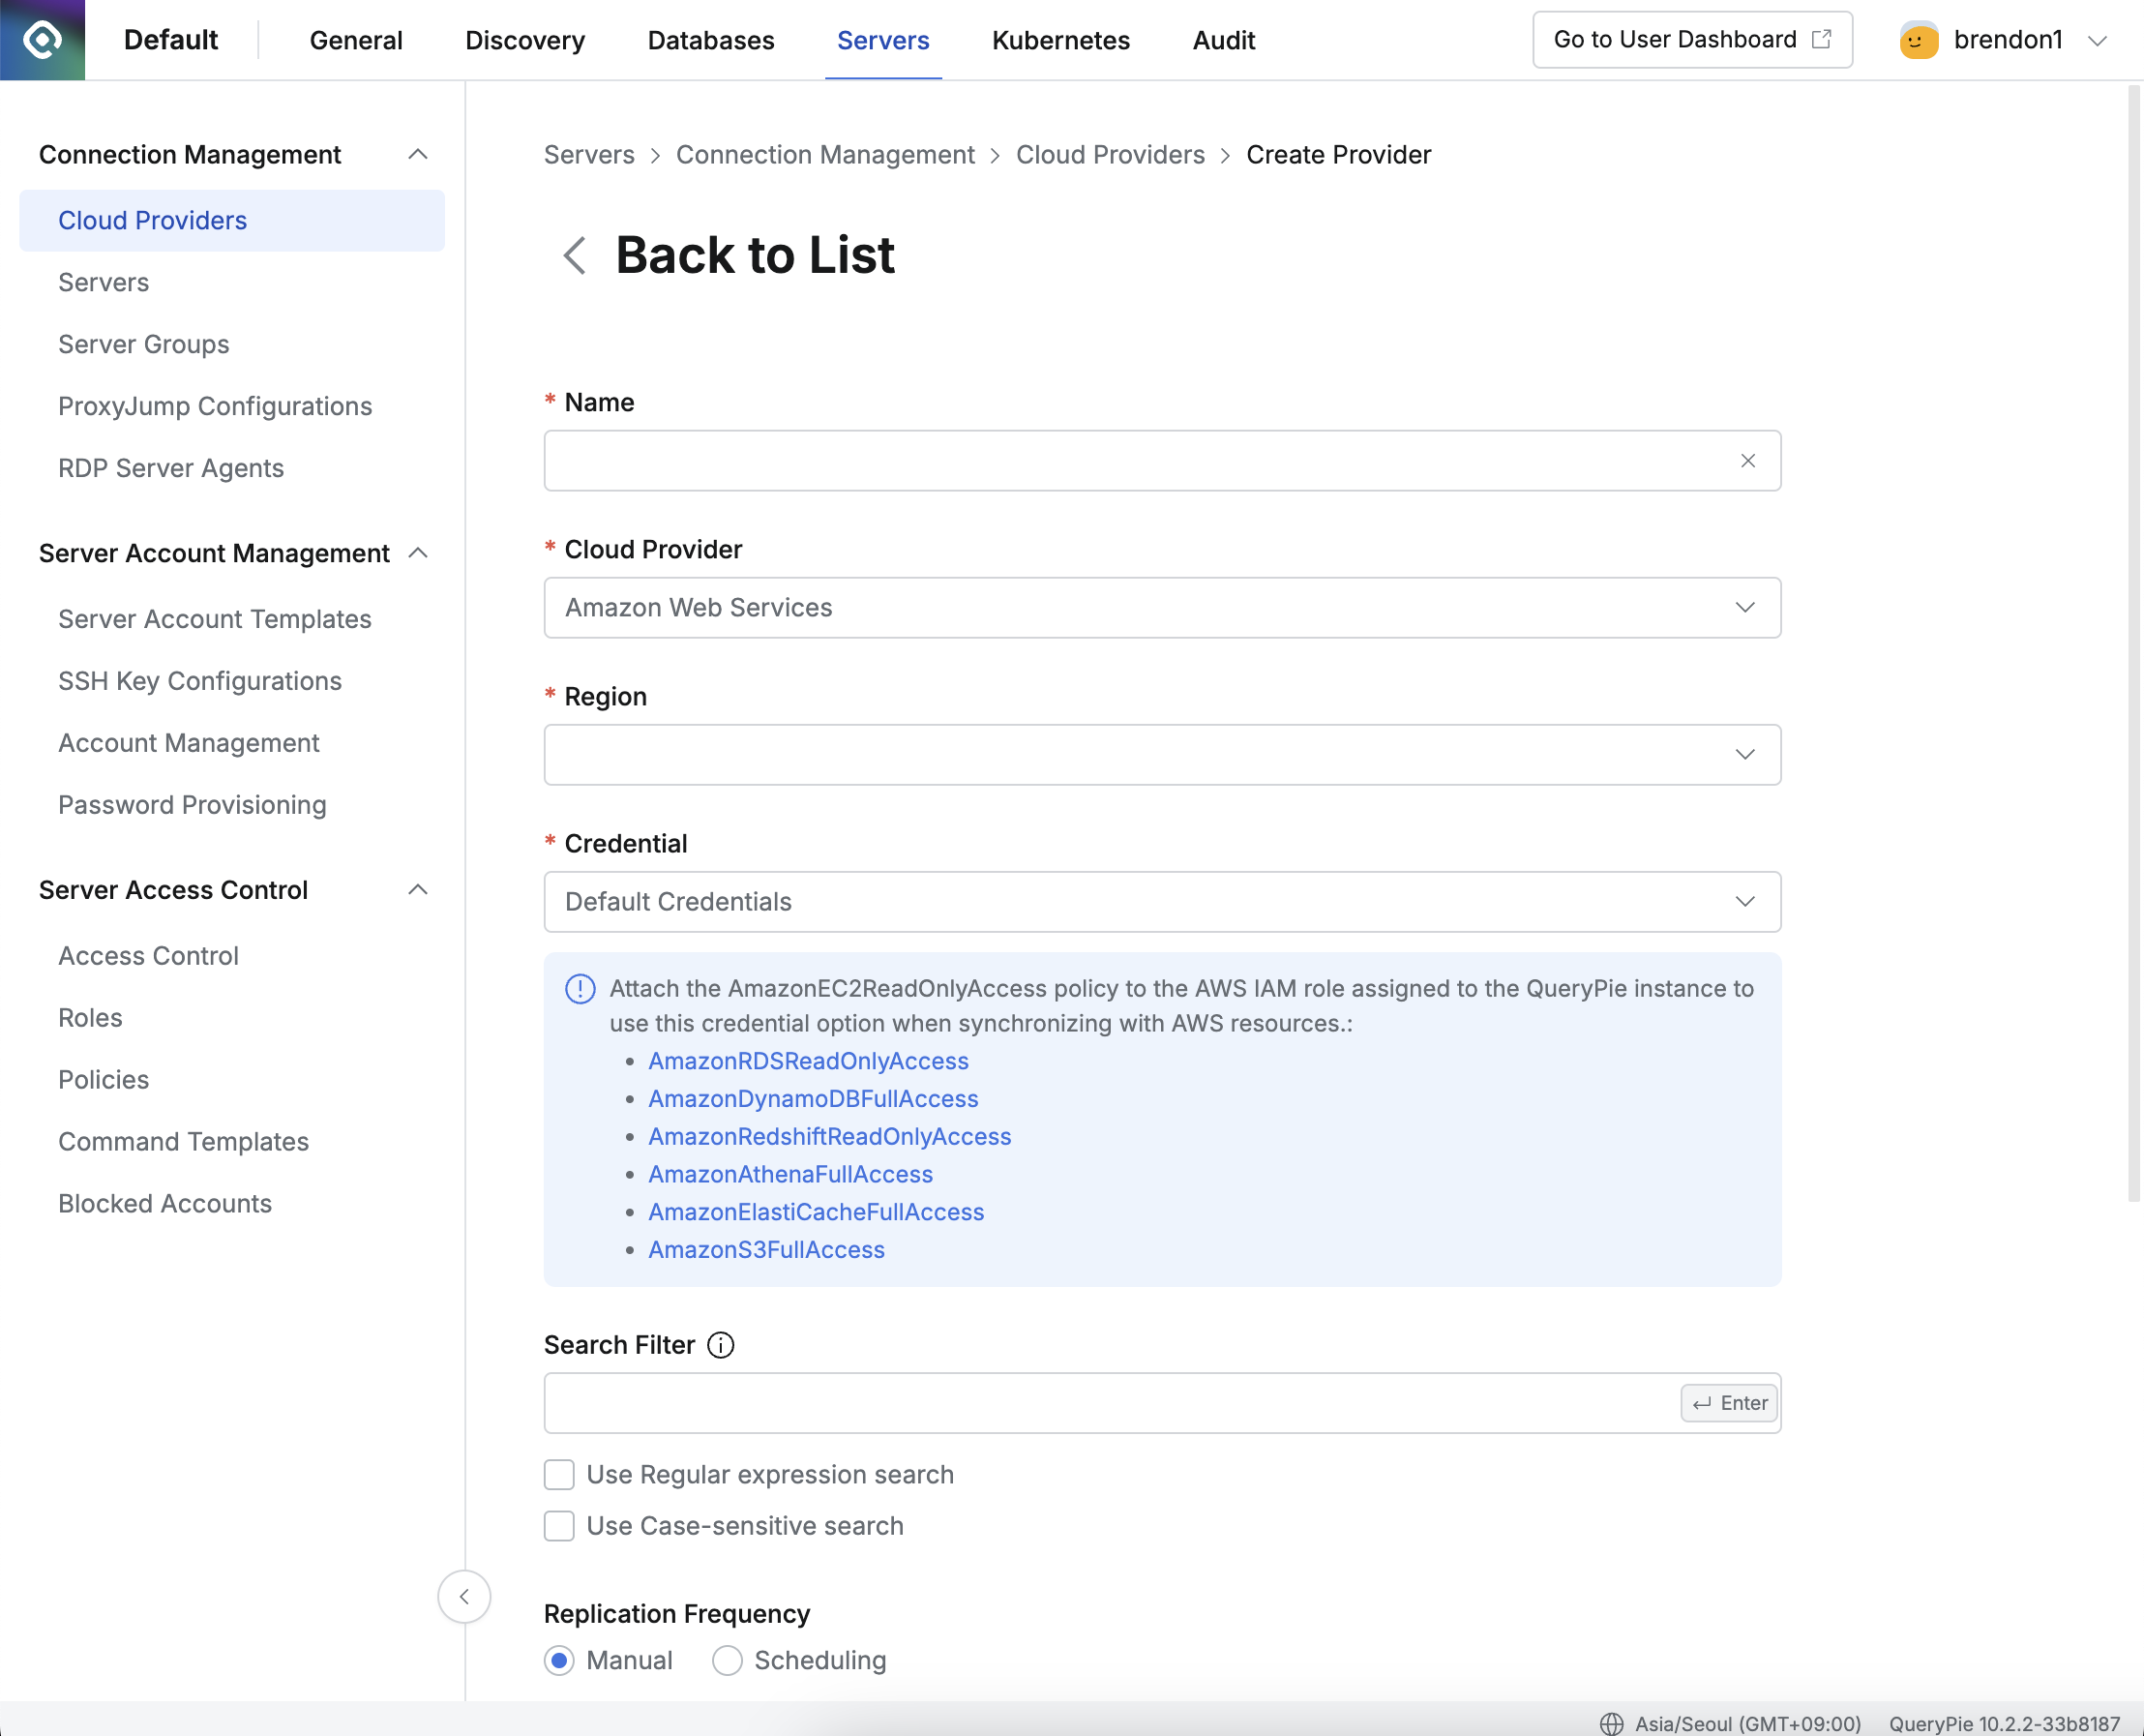 Default
General
Discovery
Databases
Servers
Kubernetes
Audit
Go to User Dashboard
brendon1
Connection Management
Cloud Providers
Servers
Server Groups
ProxyJump Configurations
RDP Server Agents
Server Account Management
Server Account Templates
SSH Key Configurations
Account Management
Password Provisioning
Server Access Control
Access Control
Roles
Policies
Command Templates
Blocked Accounts
Servers > Connection Management > Cloud Providers > Create Provider
Back to List
* Name
* Cloud Provider
Amazon Web Services
* Region
* Credential
Default Credentials
Attach the AmazonEC2ReadOnlyAccess policy to the AWS IAM role assigned to the QueryPie instance to
use this credential option when synchronizing with AWS resources.:
• AmazonRDSReadOnlyAccess
• AmazonDynamoDBFullAccess
• AmazonRedshiftReadOnlyAccess
• AmazonAthenaFullAccess
• AmazonElastiCacheFullAccess
• AmazonS3FullAccess
Search Filter
Enter
Use Regular expression search
Use Case-sensitive search
Replication Frequency
Manual
Scheduling
Asia/Seoul (GMT+09:00)
QueryPie 10.2.2-33b8187